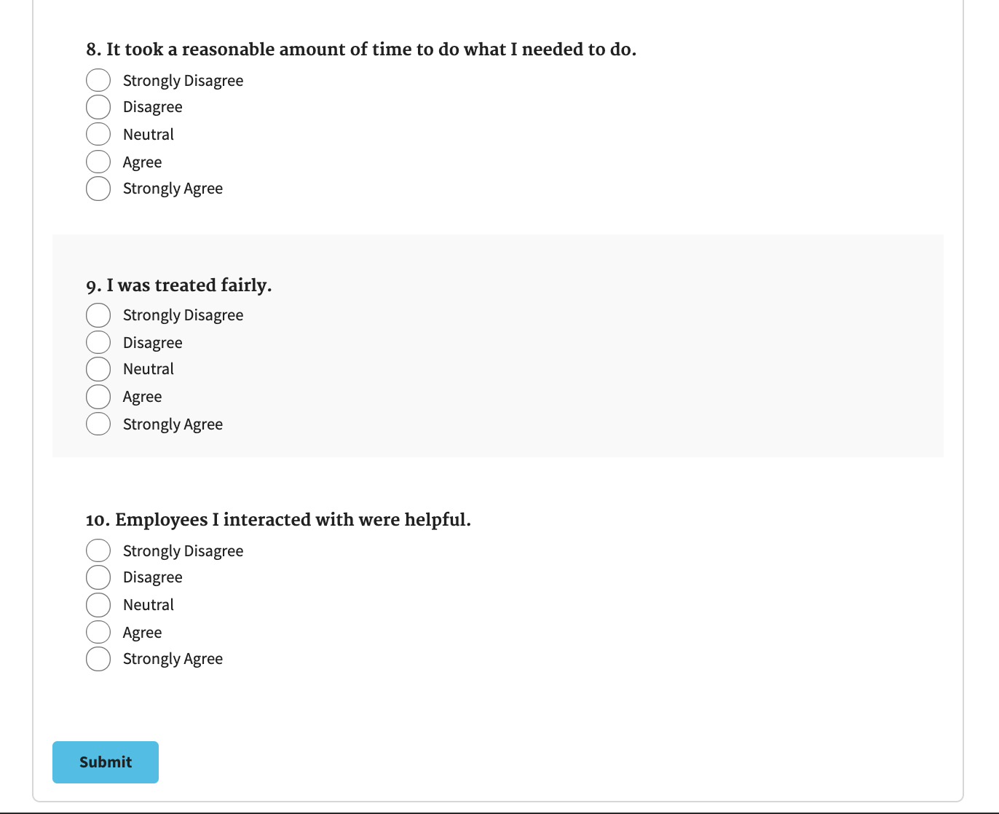 8. It took a reasonable amount of time to do what I needed to do.
Strongly Disagree
Disagree
Neutral
Agree
Strongly Agree
9. I was treated fairly.
Strongly Disagree
Disagree
Neutral
Agree
Strongly Agree
10. Employees I interacted with were helpful.
Strongly Disagree
Disagree
Neutral
Agree
Strongly Agree
Submit